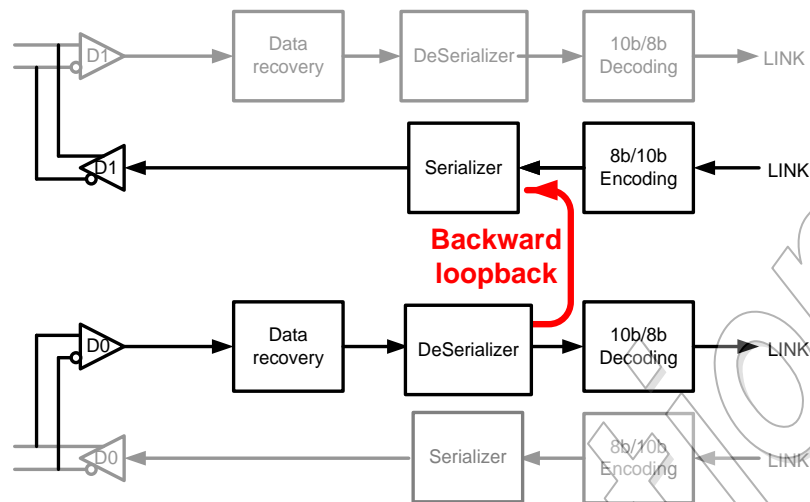 D1
Data
recovery
DeSerializer
10b/8b
Decoding
LINK
D1
Serializer
8b/10b
Encoding
LINK
Backward
loopback
D0
Data
recovery
DeSerializer
10b/8b
Decoding
LINK
D0
Serializer
8b/10b
Encoding
LINK